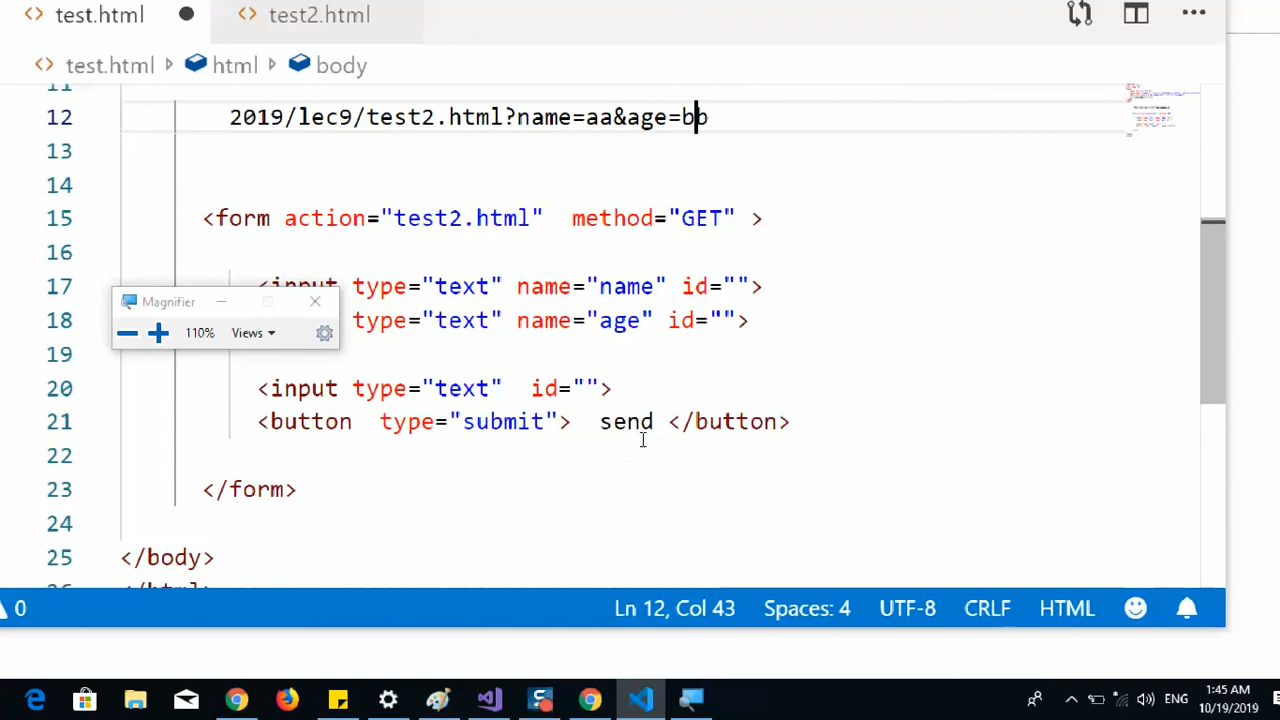 test.html
test2.html
test.html html body
11
12 2019/lec9/test2.html?name=aa&age=bb
13
14
15 <form action="test2.html" method="GET" >
16
17 type="text" name="name" id="">
Magnifier
18 type="text" name="age" id="">
110% Views
19
20 <input type="text" id="">
21 <button type="submit"> send </button>
22
23 </form>
24
25 </body>
0 Ln 12, Col 43 Spaces: 4 UTF-8 CRLF HTML
ENG
1:45 AM
10/19/2019